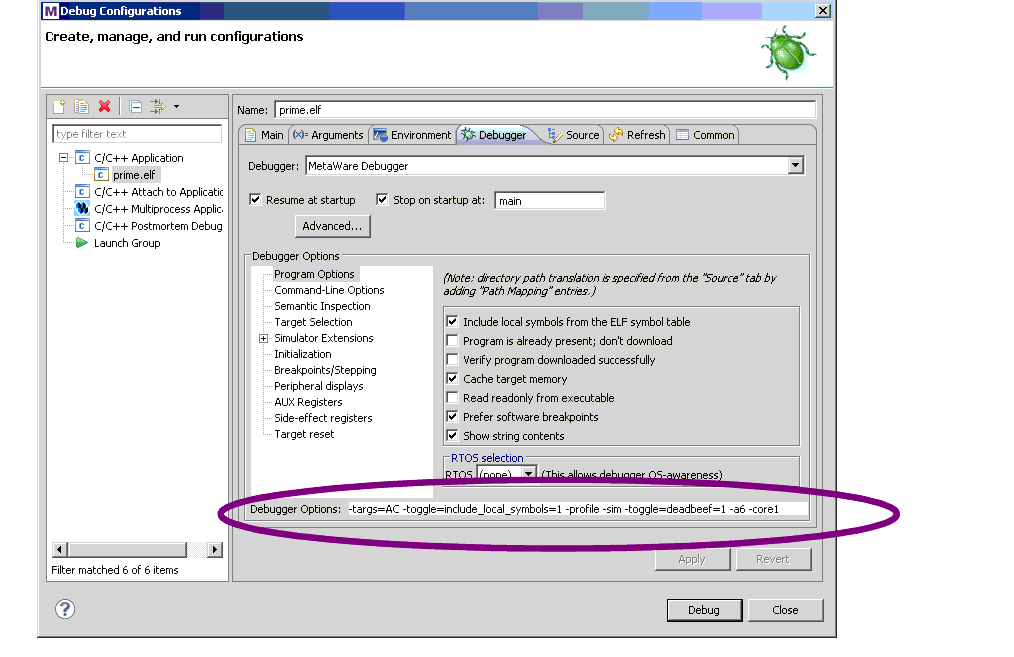 Debug Configurations
Create, manage, and run configurations
type filter text
C/C++ Application
prime.elf
C/C++ Attach to Applicatic
C/C++ Multiprocess Applic
C/C++ Postmortem Debug
Launch Group
Filter matched 6 of 6 items
Name: prime.elf
Main (x)= Arguments Environment Debugger Source Refresh Common
Debugger: MetaWare Debugger
Resume at startup Stop on startup at: main
Advanced...
Debugger Options
Program Options
Command-Line Options
Semantic Inspection
Target Selection
Simulator Extensions
Initialization
Breakpoints/Stepping
Peripheral displays
AUX Registers
Side-effect registers
Target reset
(Note: directory path translation is specified from the "Source" tab by
adding "Path Mapping" entries.)
Include local symbols from the ELF symbol table
Program is already present; don't download
Verify program downloaded successfully
Cache target memory
Read readonly from executable
Prefer software breakpoints
Show string contents
RTOS selection
RTOS (none) (This allows debugger OS-awareness)
Debugger Options: -targs=AC -toggle=include_local_symbols=1 -profile -sim -toggle=deadbeef=1 -a6 -core1
Apply Revert
Debug Close